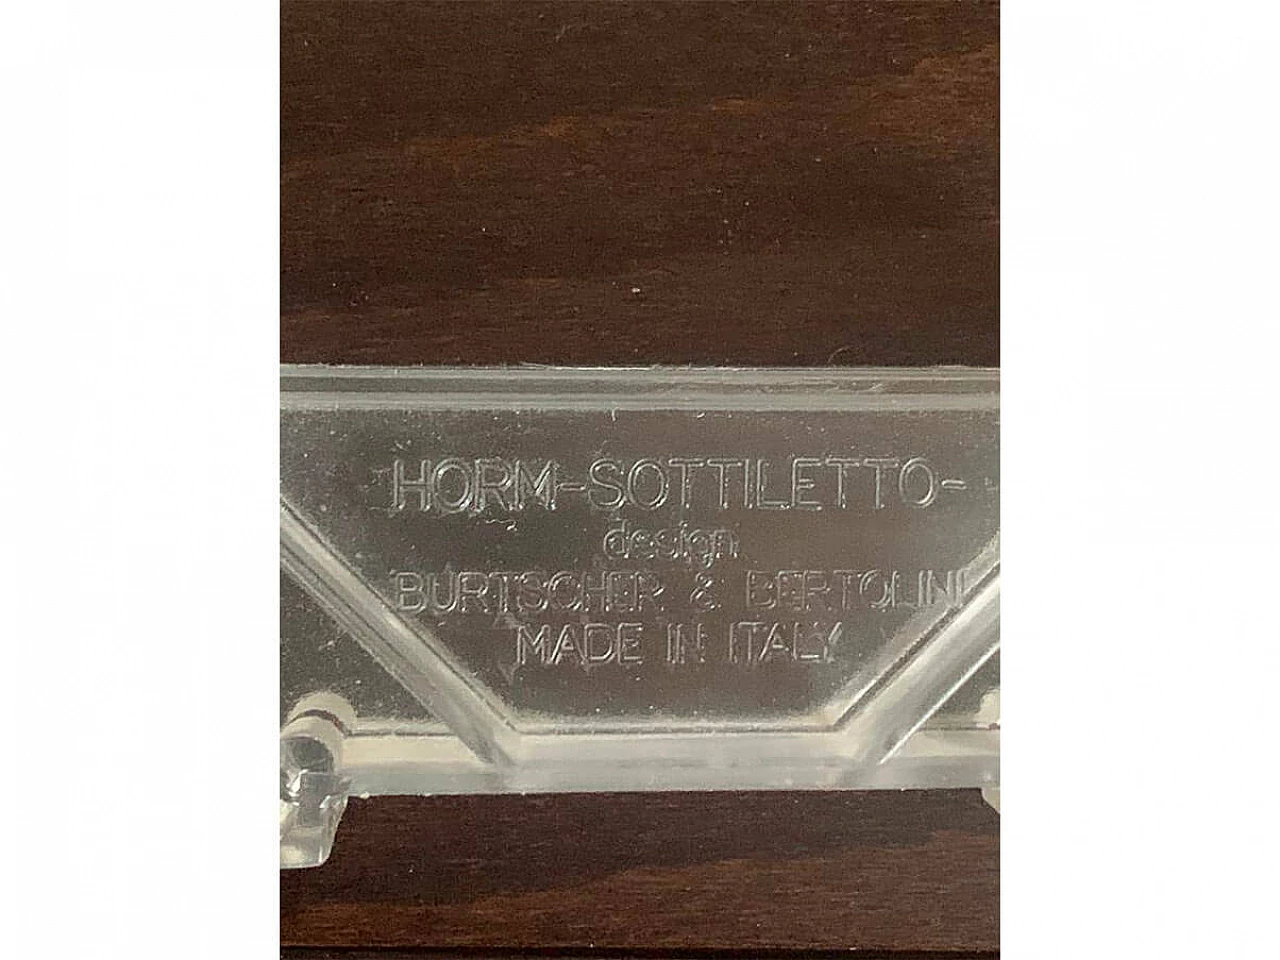 HORM-SOTTILETTO-
design
BURTSCHER & BERTOLINI
MADE IN ITALY